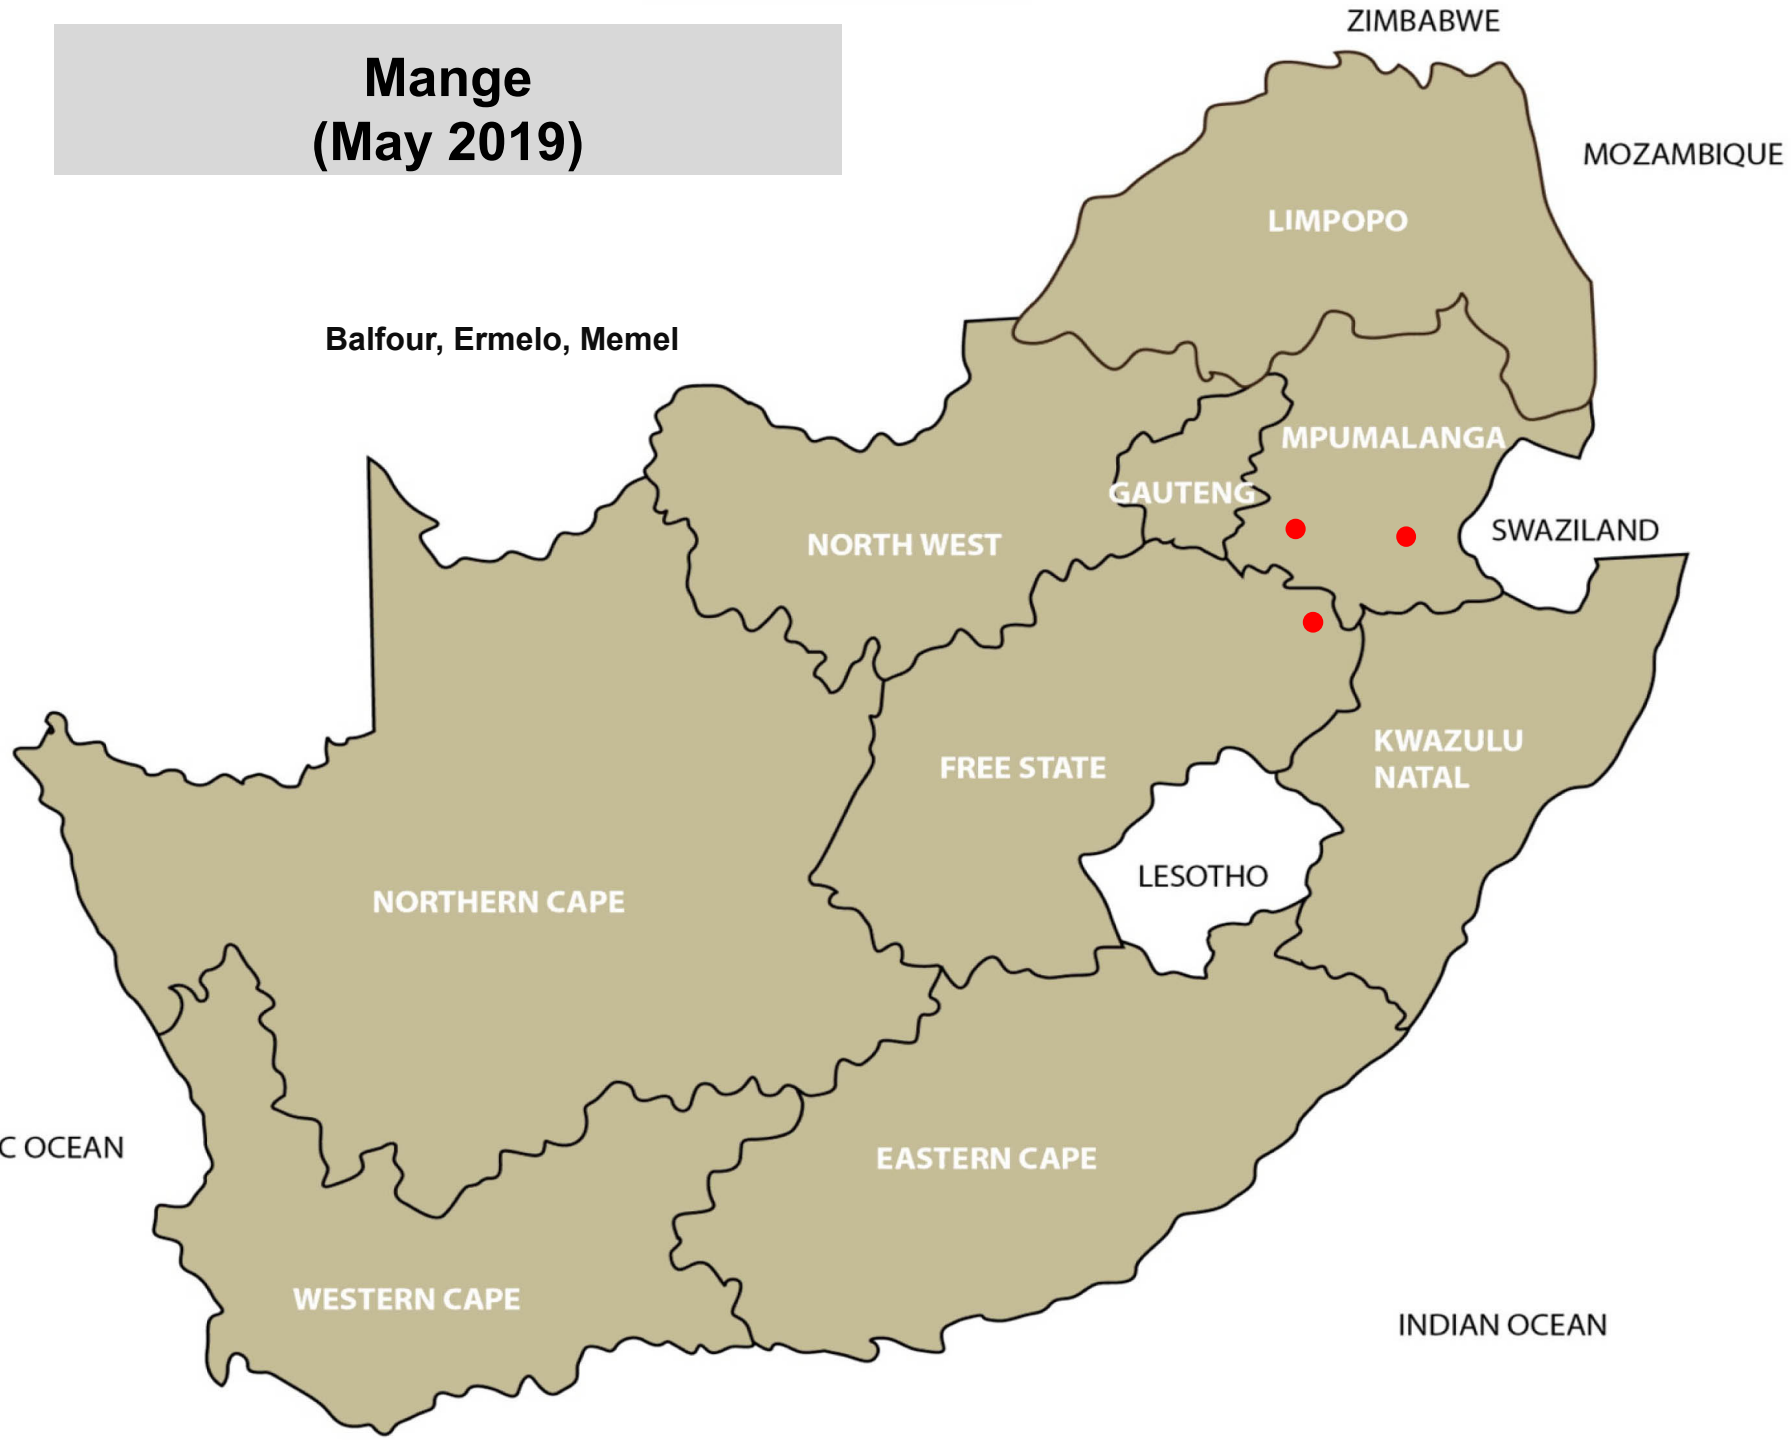 Mange
(May 2019)
ZIMBABWE
MOZAMBIQUE
LIMPOPO
Balfour, Ermelo, Memel
MPUMALANGA
GAUTENG
NORTH WEST
SWAZILAND
FREE STATE
KWAZULU
NATAL
LESOTHO
NORTHERN CAPE
C OCEAN
EASTERN CAPE
WESTERN CAPE
INDIAN OCEAN